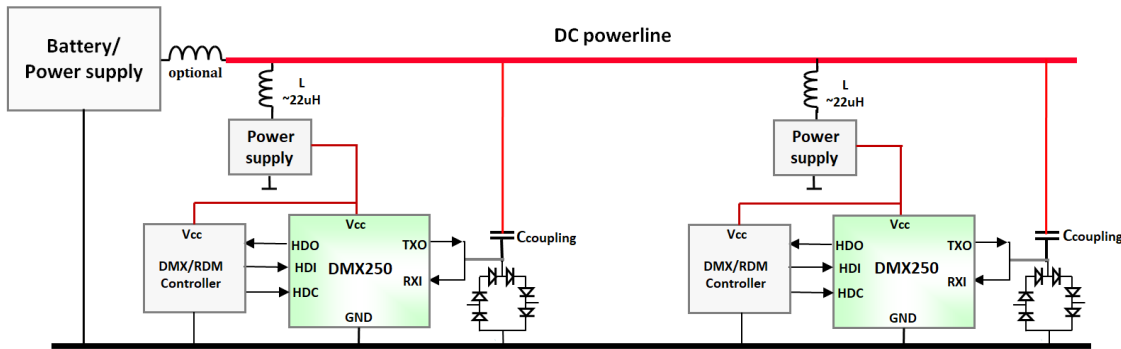 Battery/
Power supply
optional
DC powerline
L
~22uH
Power
supply
Vcc
DMX/RDM
Controller
HDO
HDI
HDC
Vcc
DMX250
TXO
RXI
GND
Ccoupling
L
~22uH
Power
supply
Vcc
DMX/RDM
Controller
HDO
HDI
HDC
Vcc
DMX250
TXO
RXI
GND
Ccoupling